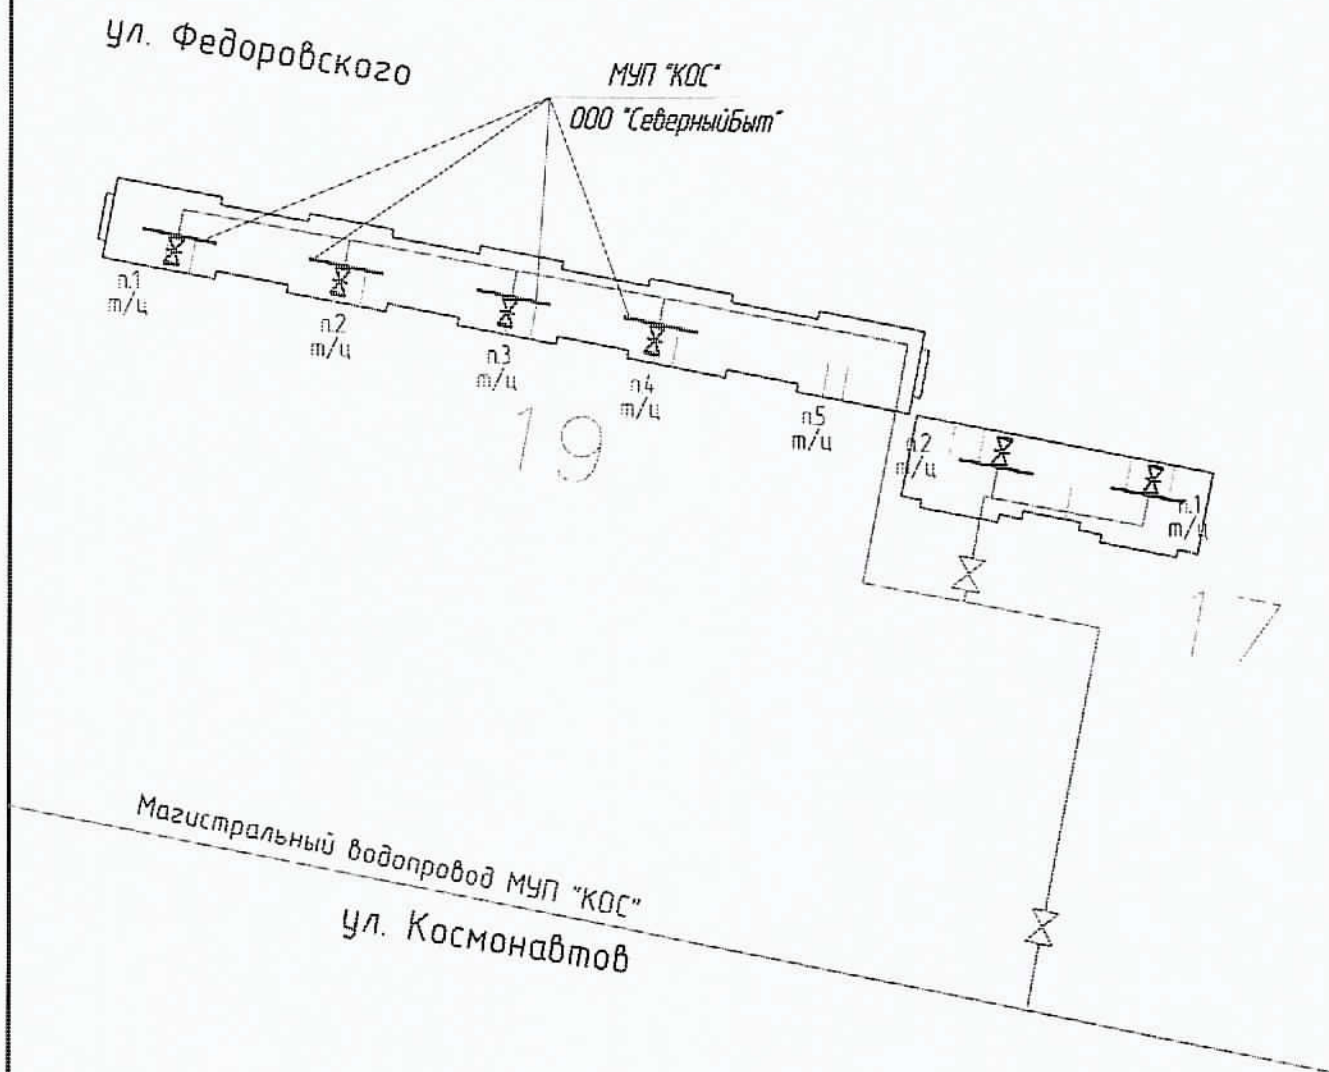 ул. Федоровского
МУП "КОС"
ООО "СеверныйБыт"
п.1
т/ц
п.2
т/ц
п.3
т/ц
п.4
т/ц
п.5
т/ц
19
п.2
т/ц
п.1
т/ц
17
Магистральный водопровод МУП "КОС"
ул. Космонавтов